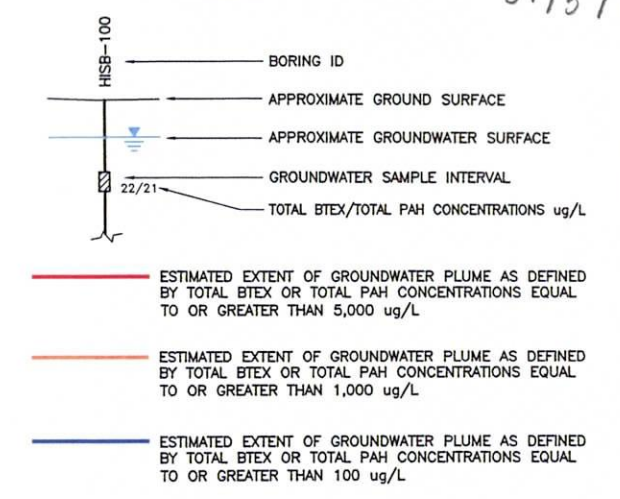 HISB-100
BORING ID
APPROXIMATE GROUND SURFACE
APPROXIMATE GROUNDWATER SURFACE
GROUNDWATER SAMPLE INTERVAL
22/21
TOTAL BTEX/TOTAL PAH CONCENTRATIONS ug/L
ESTIMATED EXTENT OF GROUNDWATER PLUME AS DEFINED
BY TOTAL BTEX OR TOTAL PAH CONCENTRATIONS EQUAL
TO OR GREATER THAN 5,000 ug/L
ESTIMATED EXTENT OF GROUNDWATER PLUME AS DEFINED
BY TOTAL BTEX OR TOTAL PAH CONCENTRATIONS EQUAL
TO OR GREATER THAN 1,000 ug/L
ESTIMATED EXTENT OF GROUNDWATER PLUME AS DEFINED
BY TOTAL BTEX OR TOTAL PAH CONCENTRATIONS EQUAL
TO OR GREATER THAN 100 ug/L